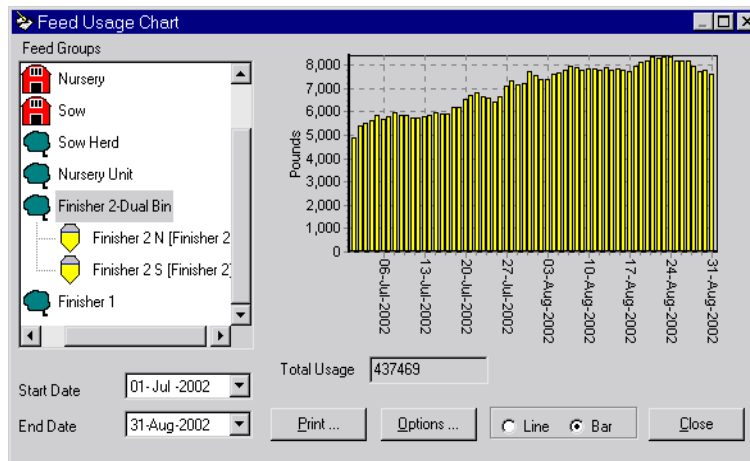 Feed Usage Chart
Feed Groups
Nursery
Sow
Sow Herd
Nursery Unit
Finisher 2-Dual Bin
Finisher 2 N [Finisher 2
Finisher 2 S [Finisher 2]
Finisher 1
Start Date
01- Jul -2002
End Date
31-Aug-2002
Pounds
8,000
7,000
6,000
5,000
4,000
3,000
2,000
1,000
0
06-Jul-2002
13-Jul-2002
20-Jul-2002
27-Jul-2002
03-Aug-2002
10-Aug-2002
17-Aug-2002
24-Aug-2002
31-Aug-2002
Total Usage 437469
Print ...
Options ...
Line
Bar
Close